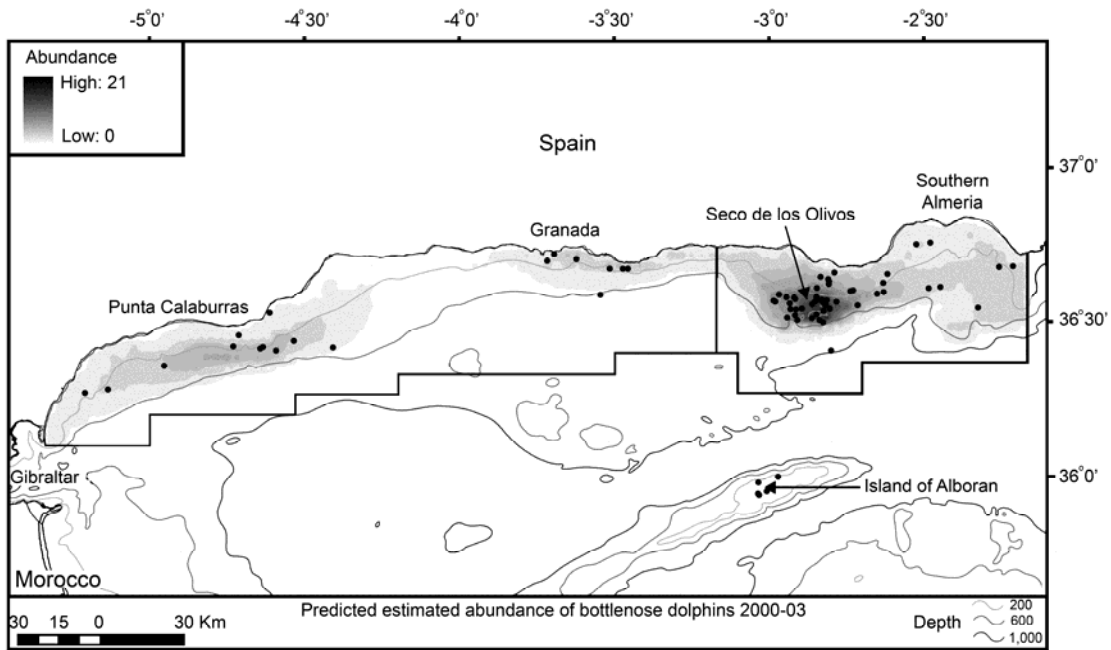 -5°0'
-4°30'
-4°0'
-3°30'
-3°0'
-2°30'
Abundance
High: 21
Low: 0
Spain
37°0'
Southern
Almeria
Seco de los Olivos
Granada
Punta Calaburras
36°30'
Gibraltar
36°0'
Island of Alboran
Morocco
Predicted estimated abundance of bottlenose dolphins 2000-03
30 15 0 30 Km
Depth
200
600
1,000